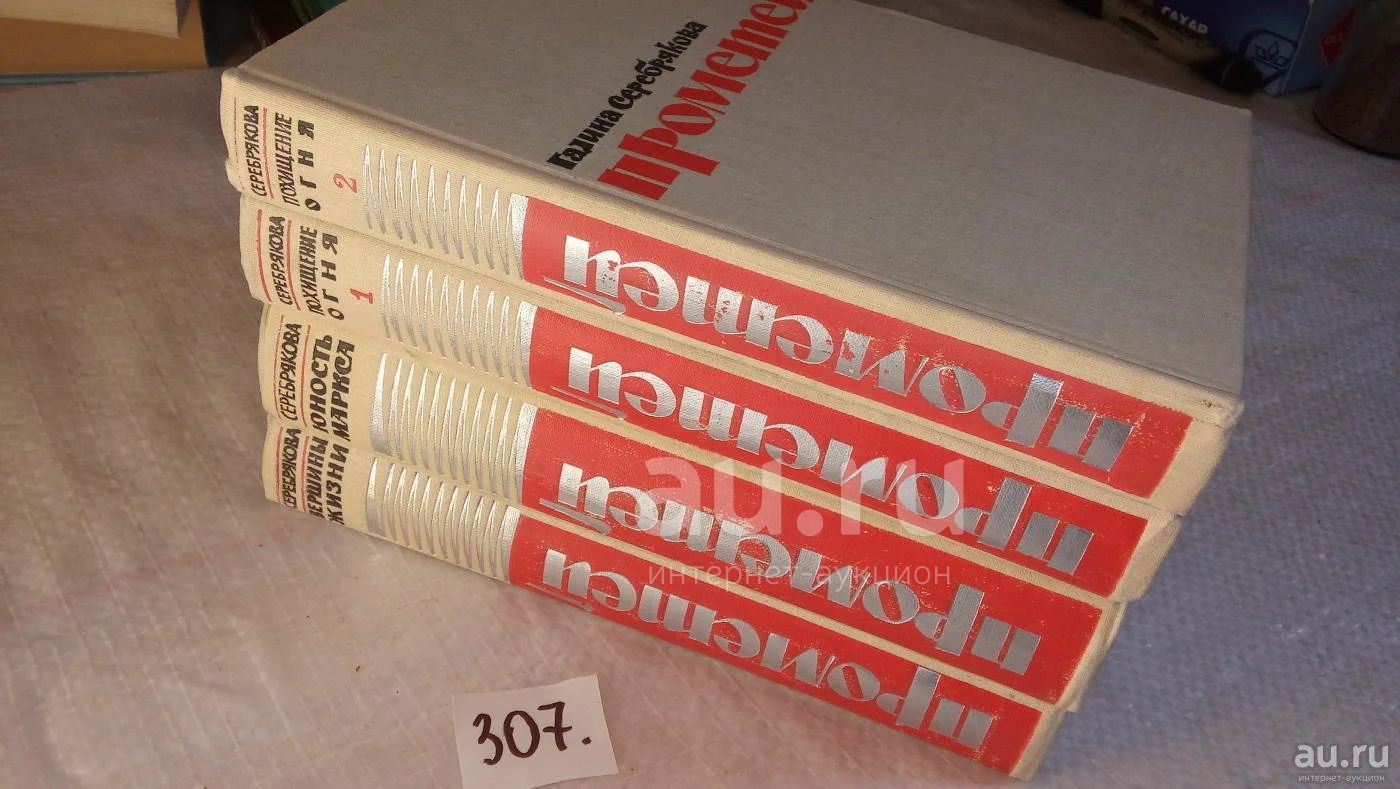 САХАР
Галина Серебрякова
Прометей
СЕРЕБРЯКОВА
ПОХИЩЕНИЕ
ОГНЯ
2
Прометей
СЕРЕБРЯКОВА
ПОХИЩЕНИЕ
ОГНЯ
1
Прометей
СЕРЕБРЯКОВА
ЮНОСТЬ
МАРКСА
Прометей
СЕРЕБРЯКОВА
ВЕРШИНЫ
ЖИЗНИ
Прометей
au.ru
интернет-аукцион
307.
au.ru
интернет-аукцион